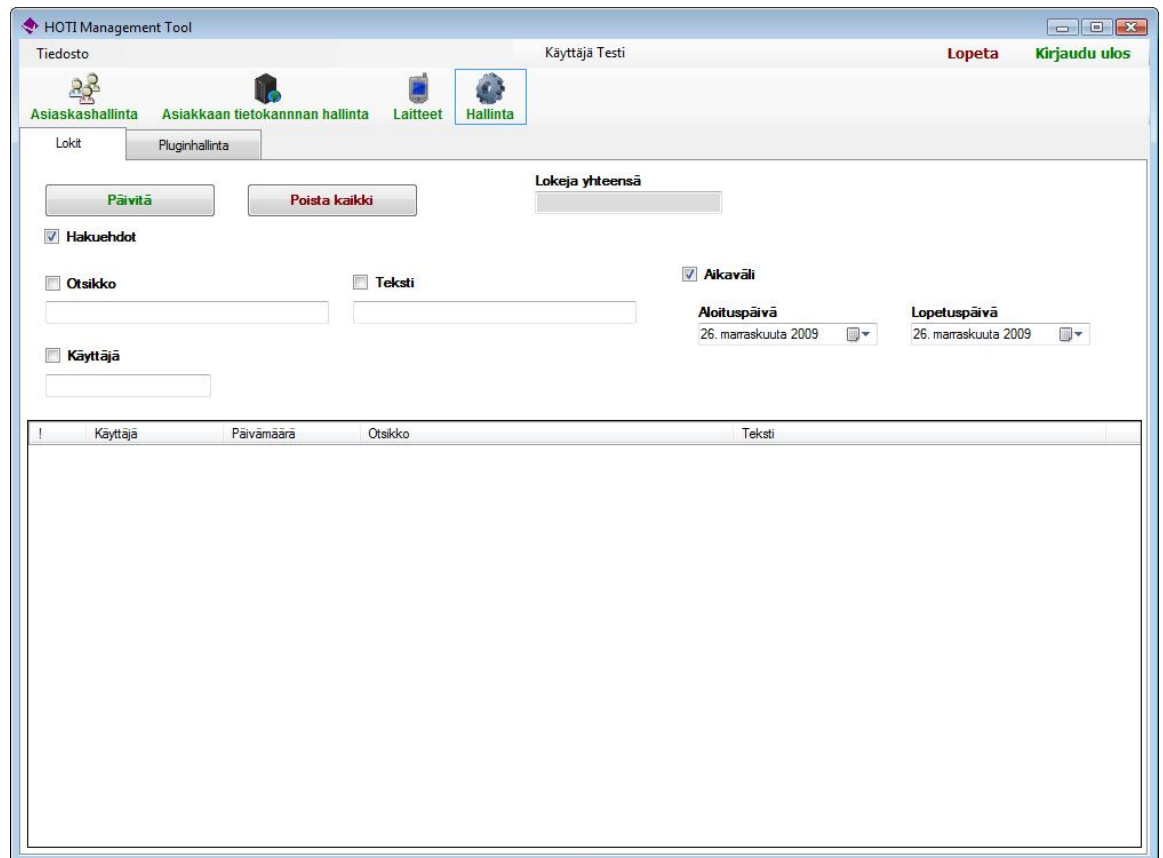 HOTI Management Tool
Tiedosto Käyttäjä Testi Lopeta Kirjaudu ulos
Asiaskashallinta Asiakkaan tietokannnan hallinta Laitteet Hallinta
Lokit Pluginhallinta
Lokeja yhteensä
Päivitä Poista kaikki
Hakuehdot
Otsikko Teksti Aikaväli
Aloituspäivä Lopetuspäivä
26. marraskuuta 2009 26. marraskuuta 2009
Käyttäjä
! Käyttäjä Päivämäärä Otsikko Teksti